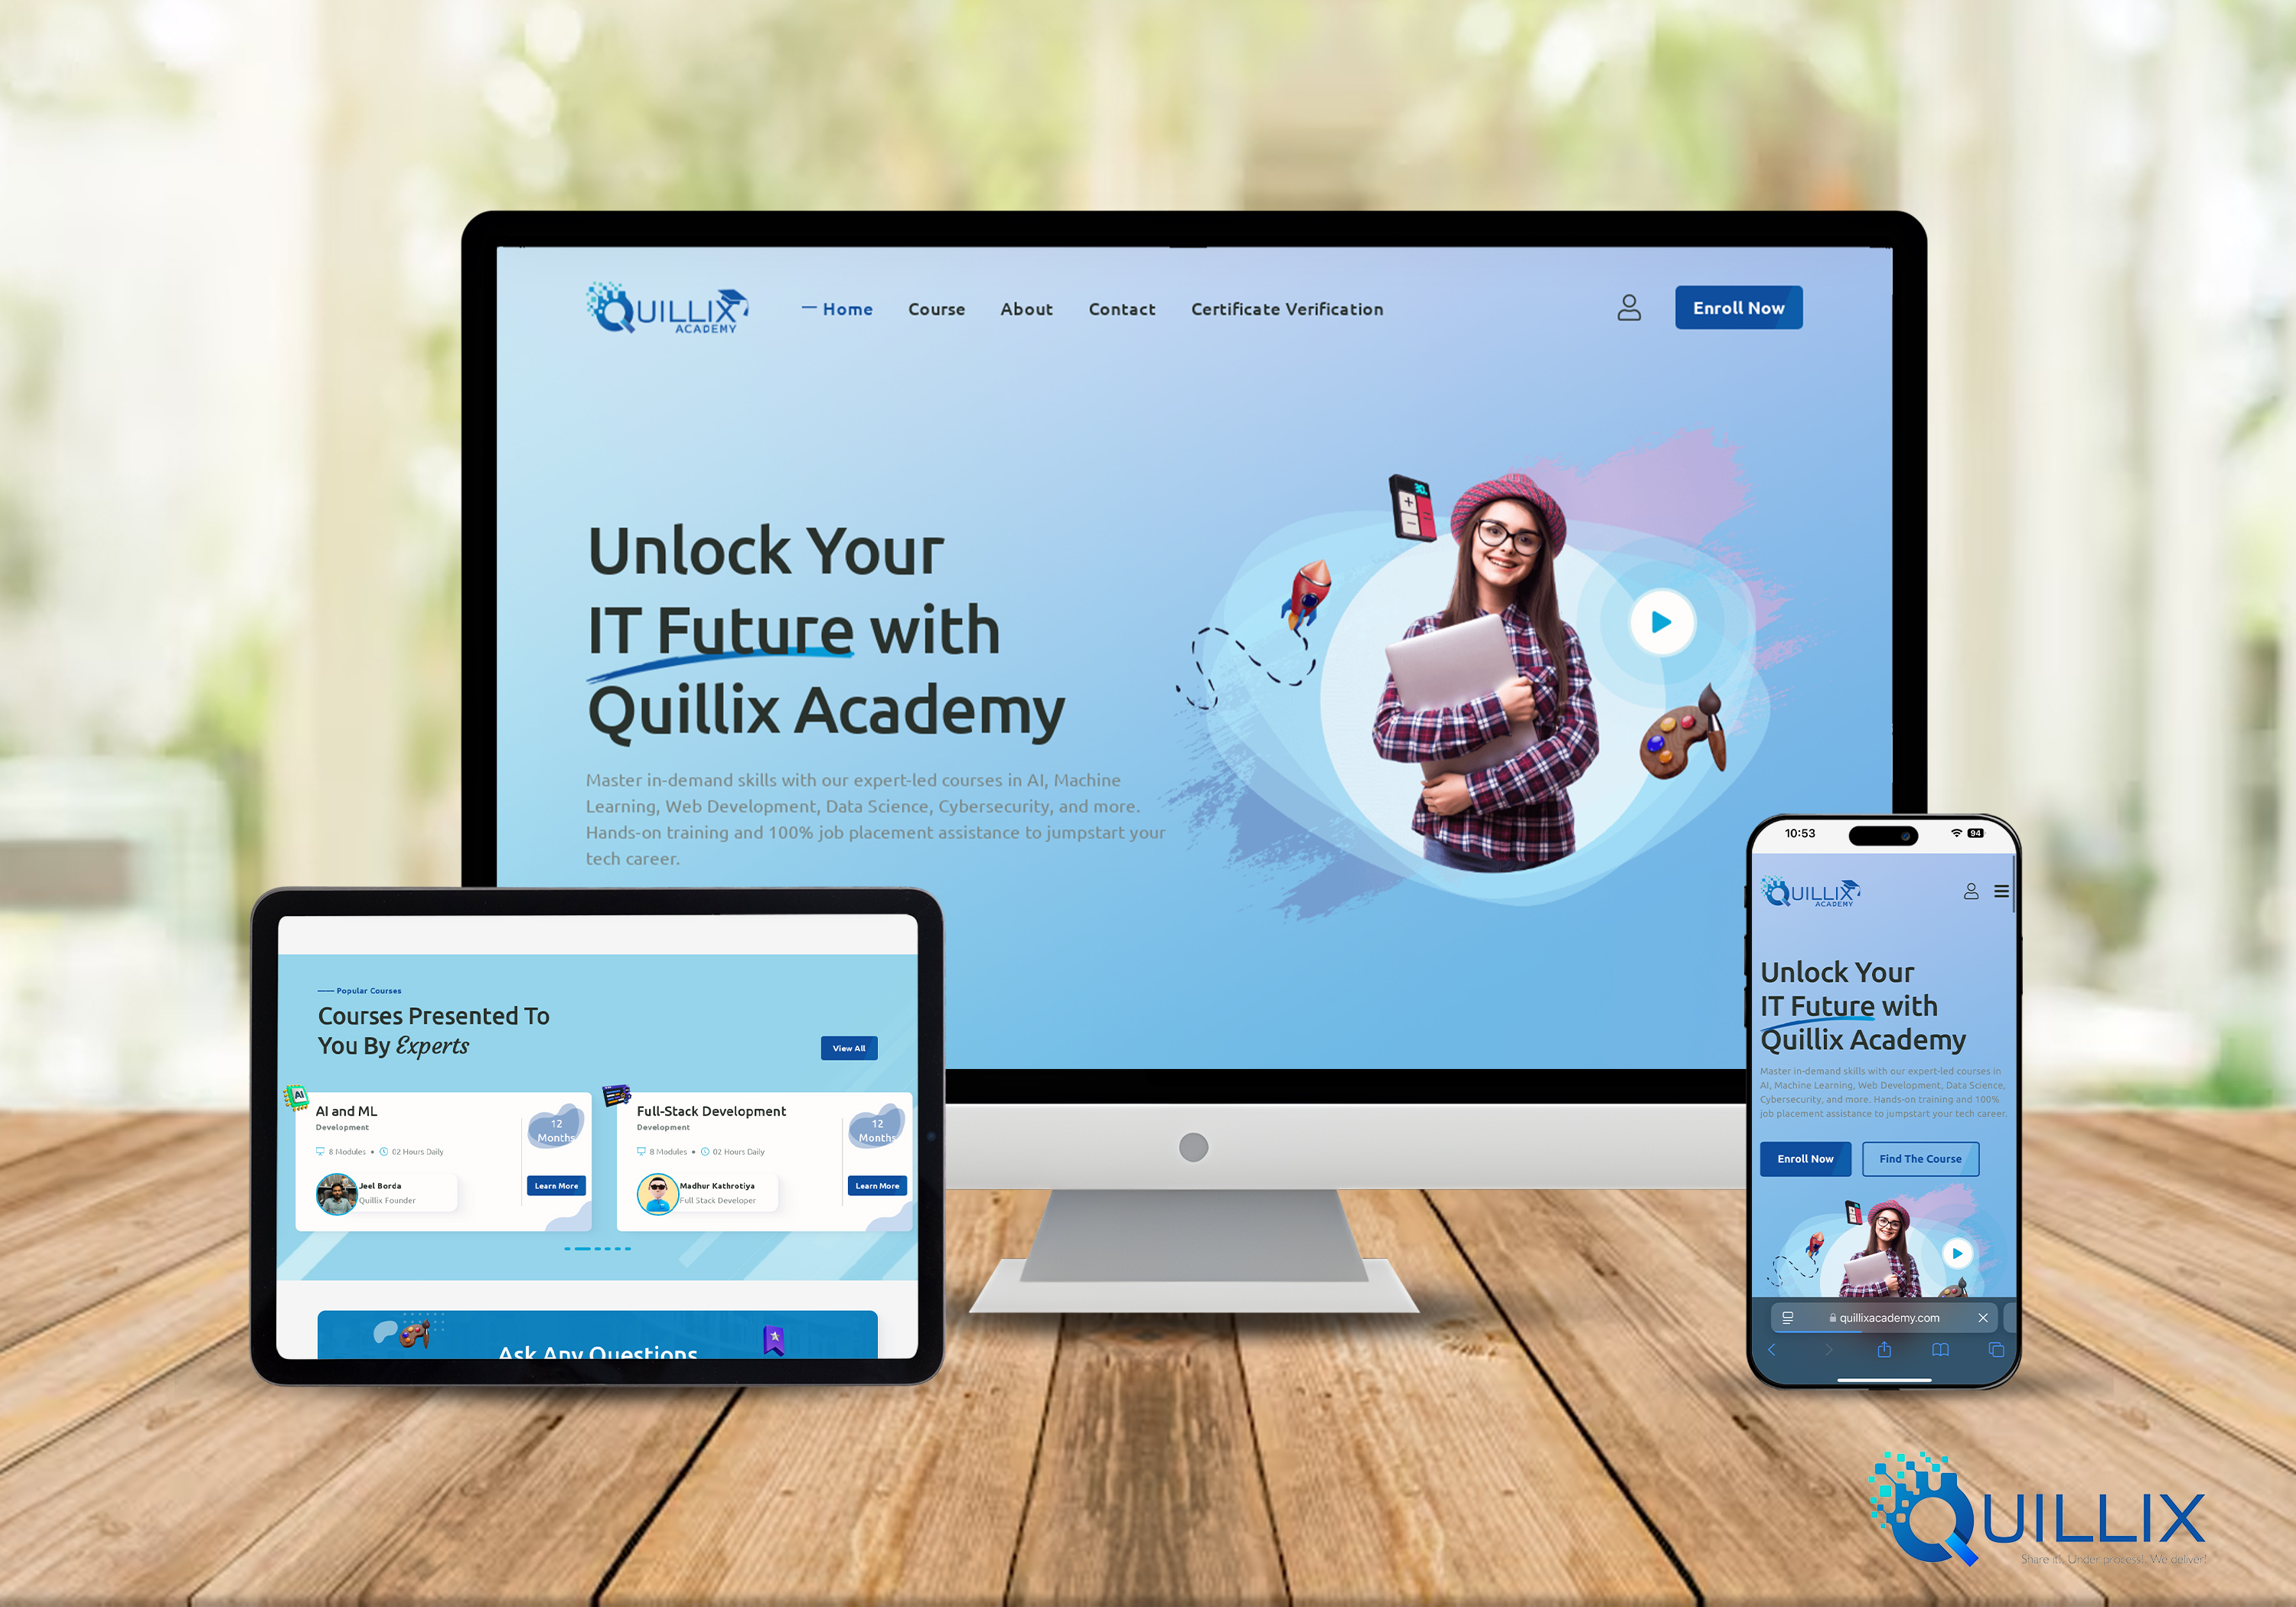 QUILLIX
ACADEMY
Home Course About Contact Certificate Verification
Enroll Now
Unlock Your
IT Future with
Quillix Academy
Master in-demand skills with our expert-led courses in AI, Machine
Learning, Web Development, Data Science, Cybersecurity, and more.
Hands-on training and 100% job placement assistance to jumpstart your
tech career.
30
Popular Courses
Courses Presented To
You By Experts
View All
AI
AI and ML
Development
12
Months
8 Modules • 02 Hours Daily
Jeel Borda
Quillix Founder
Learn More
Full-Stack Development
Development
12
Months
8 Modules • 02 Hours Daily
Madhur Kathrotiya
Full Stack Developer
Learn More
Ask Any Questions
10:53
94
QUILLIX
ACADEMY
Unlock Your
IT Future with
Quillix Academy
Master in-demand skills with our expert-led courses in
AI, Machine Learning, Web Development, Data Science,
Cybersecurity, and more. Hands-on training and 100%
job placement assistance to jumpstart your tech career.
Enroll Now
Find The Course
quillixacademy.com
QUILLIX
Share it!. Under process!. We deliver!